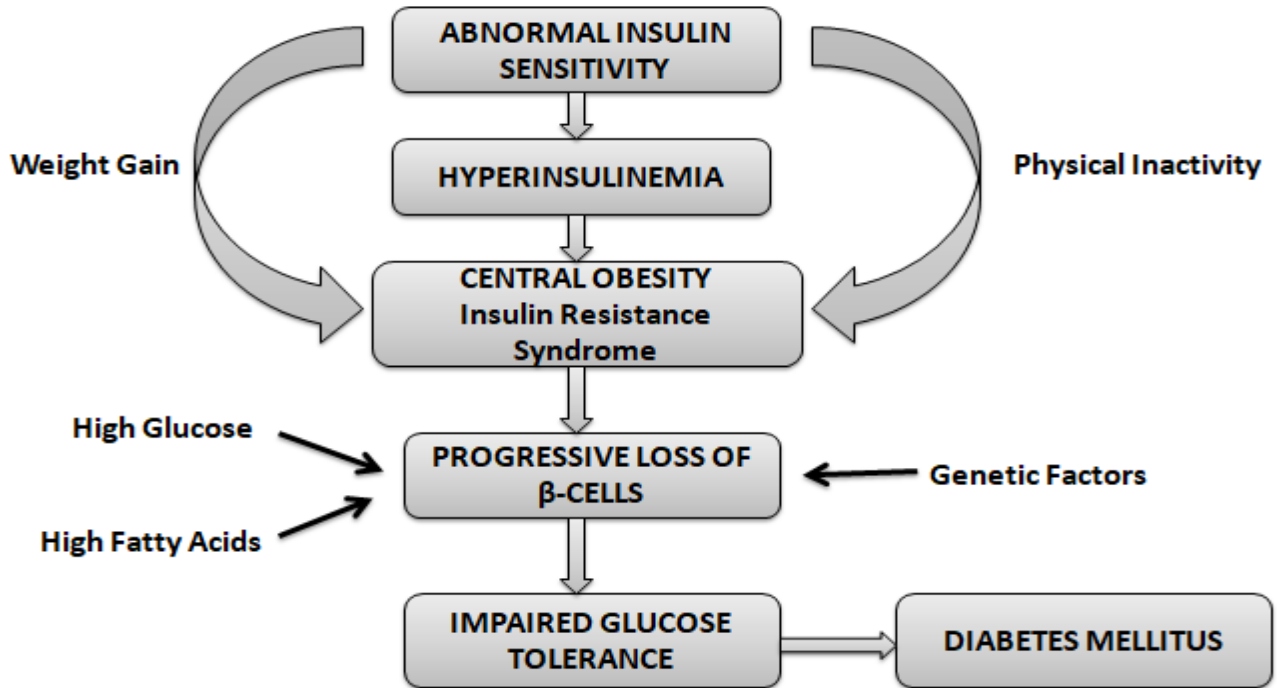 ABNORMAL INSULIN
SENSITIVITY
Weight Gain
HYPERINSULINEMIA
Physical Inactivity
CENTRAL OBESITY
Insulin Resistance
Syndrome
High Glucose
PROGRESSIVE LOSS OF
β-CELLS
Genetic Factors
High Fatty Acids
IMPAIRED GLUCOSE
TOLERANCE
DIABETES MELLITUS